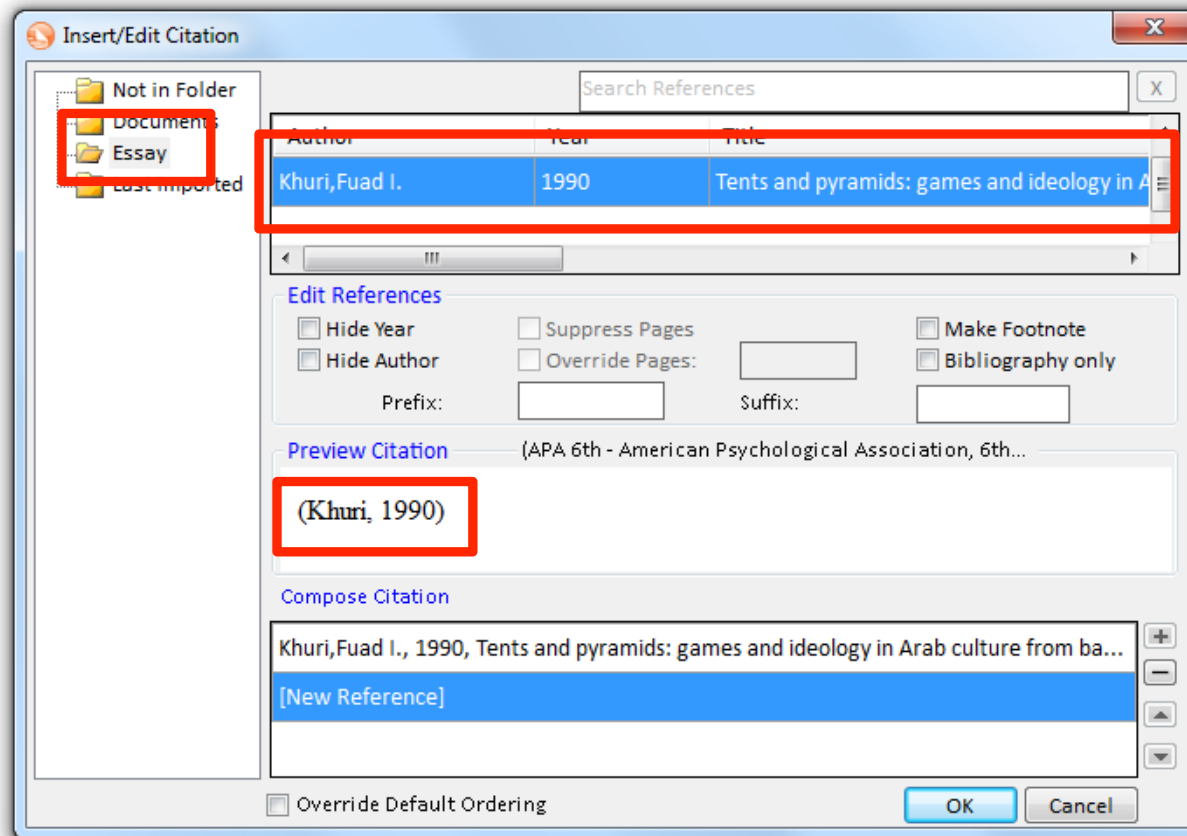 Insert/Edit Citation
X
Not in Folder
Documents
Essay
Last Imported
Search References
X
Author Year Title
Khuri,Fuad I. 1990 Tents and pyramids: games and ideology in A
Edit References
Hide Year Suppress Pages Make Footnote
Hide Author Override Pages: Bibliography only
Prefix: Suffix:
Preview Citation (APA 6th - American Psychological Association, 6th...
(Khuri, 1990)
Compose Citation
Khuri,Fuad I., 1990, Tents and pyramids: games and ideology in Arab culture from ba...
[New Reference]
Override Default Ordering OK Cancel